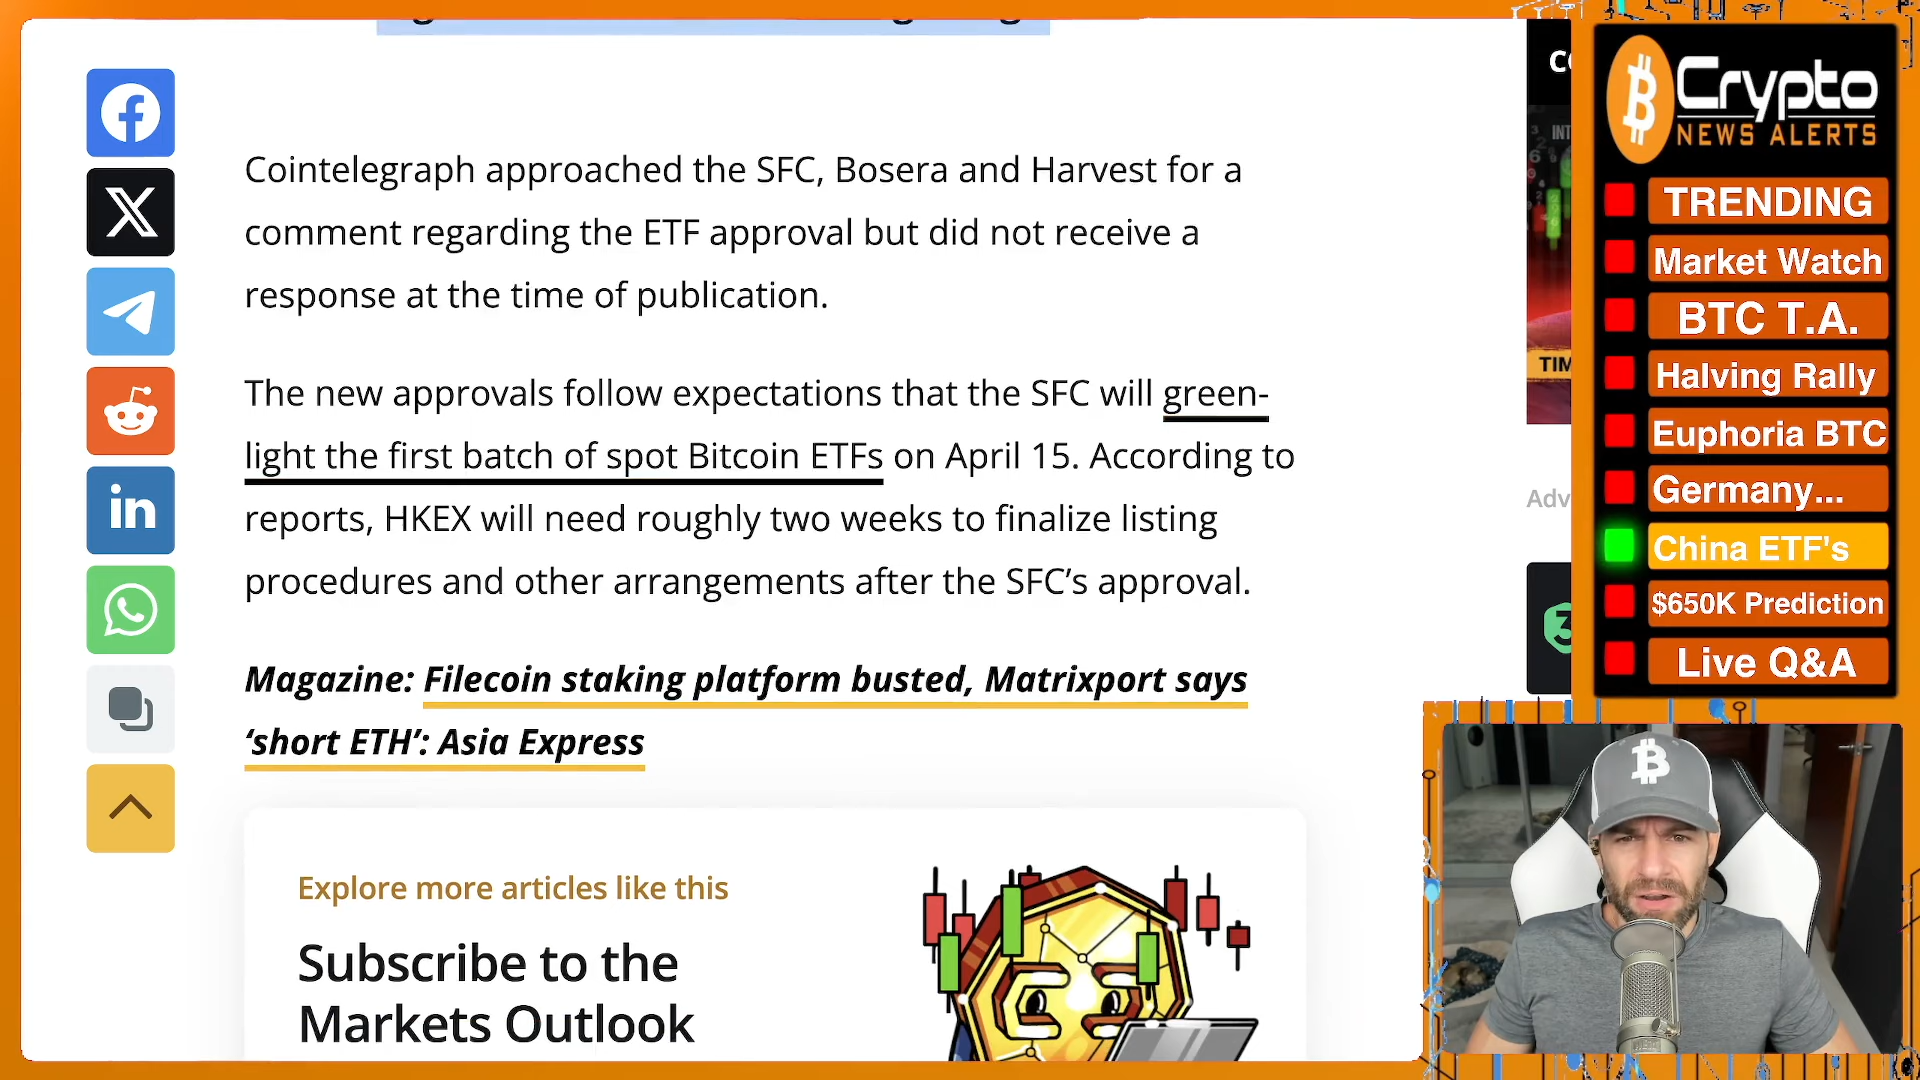 Cointelegraph approached the SFC, Bosera and Harvest for a
comment regarding the ETF approval but did not receive a
response at the time of publication.
The new approvals follow expectations that the SFC will green-
light the first batch of spot Bitcoin ETFs on April 15. According to
reports, HKEX will need roughly two weeks to finalize listing
procedures and other arrangements after the SFC’s approval.
Magazine: Filecoin staking platform busted, Matrixport says
‘short ETH’: Asia Express
Explore more articles like this
Subscribe to the
Markets Outlook
in
Adv
TIM
INT
Crypto
NEWS ALERTS
TRENDING
Market Watch
BTC T.A.
Halving Rally
Euphoria BTC
Germany...
China ETF's
$650K Prediction
Live Q&A